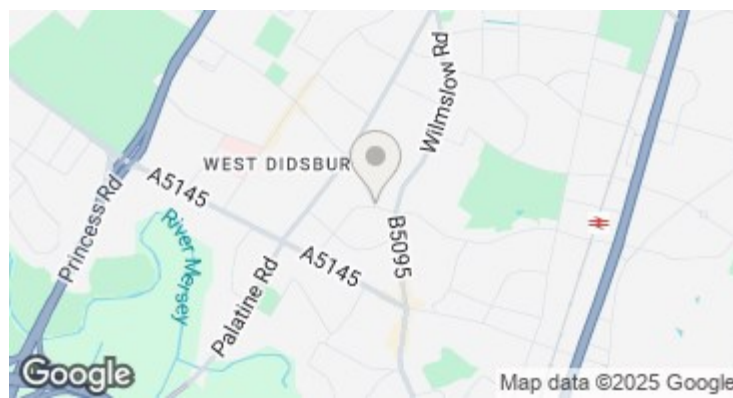 Wilmslow Rd
WEST DIDSBUR
A5145
Princess Rd
River Mersey
B5095
A5145
Palatine Rd
Google
Map data ©2025 Google